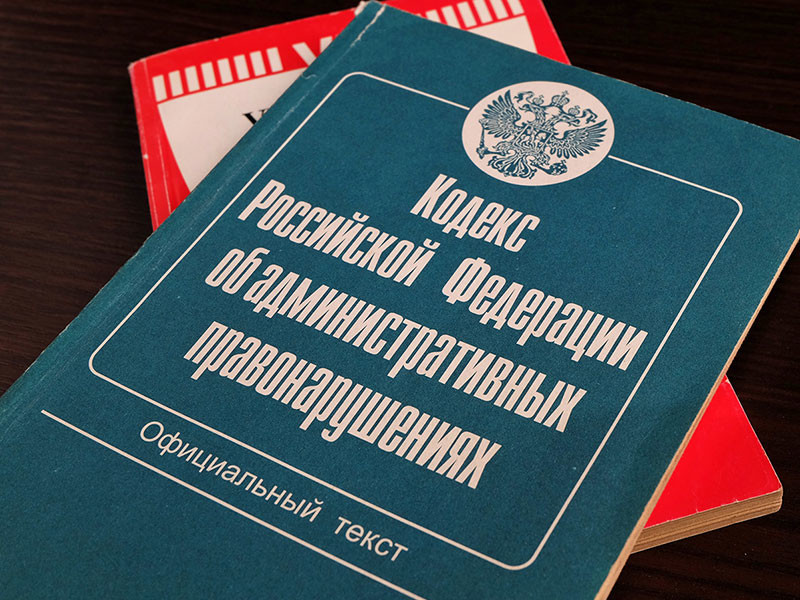 Кодекс
Российской Федерации
об административных
правонарушениях
Официальный текст